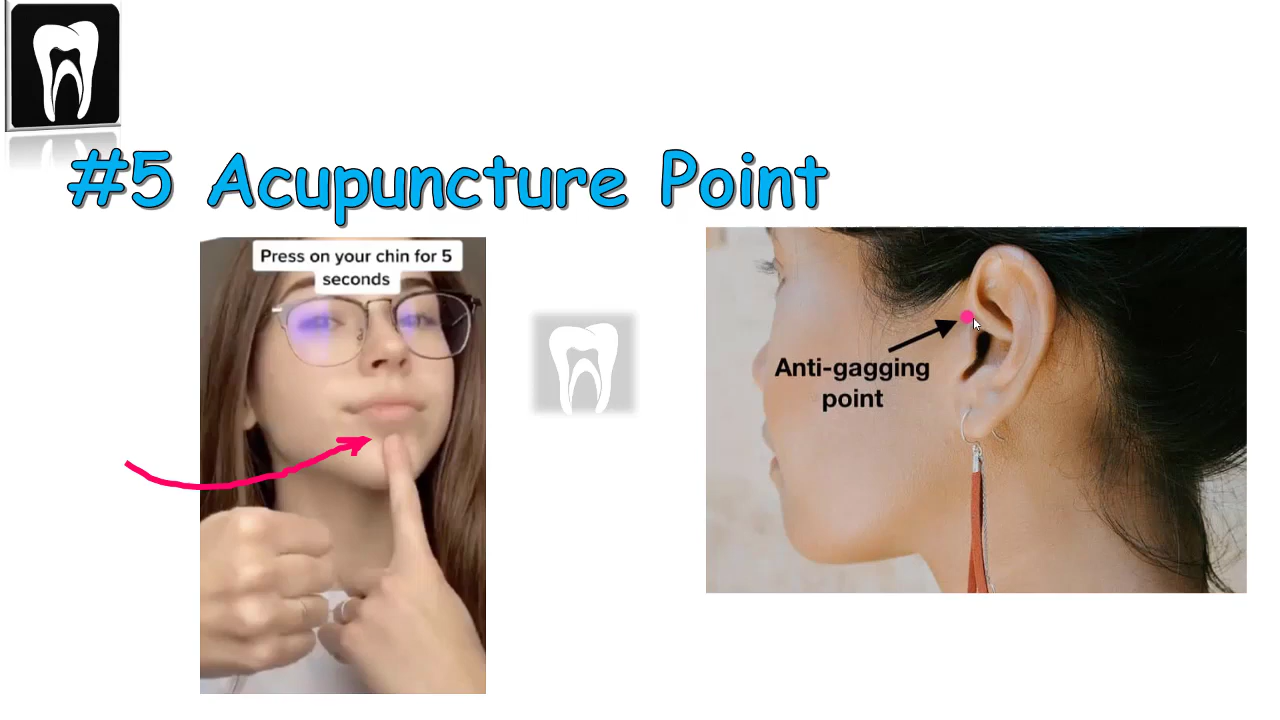 #5 Acupuncture Point
Press on your chin for 5
seconds
Anti-gagging
point